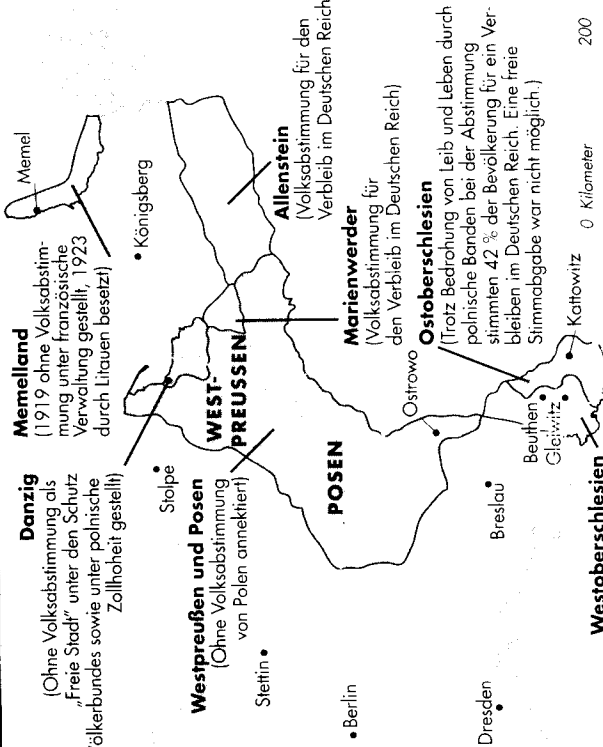 Danzig
(Ohne Volksabstimmung als
„Freie Stadt" unter den Schutz
Völkerbundes sowie unter polnische
Zollhoheit gestellt)
Memelland
(1919 ohne Volksabstim-
mung unter französische
Verwaltung gestellt, 1923
durch Litauen besetzt)
Memel
Königsberg
Stolpe
Westpreußen und Posen
(Ohne Volksabstimmung
von Polen annektiert)
WEST-
PREUSSEN
Allenstein
(Volksabstimmung für den
Verbleib im Deutschen Reich
Stettin
Marienwerder
(Volksabstimmung für
den Verbleib im Deutschen Reich)
POSEN
Berlin
Ostrowo
Ostoberschlesien
(Trotz Bedrohung von Leib und Leben durch
polnische Banden bei der Abstimmung
stimmten 42 % der Bevölkerung für ein Ver-
bleiben im Deutschen Reich. Eine freie
Stimmabgabe war nicht möglich.)
Breslau
Dresden
Beuthen
Gleiwitz
Kattowitz
0 Kilometer 200
Westoberschlesien